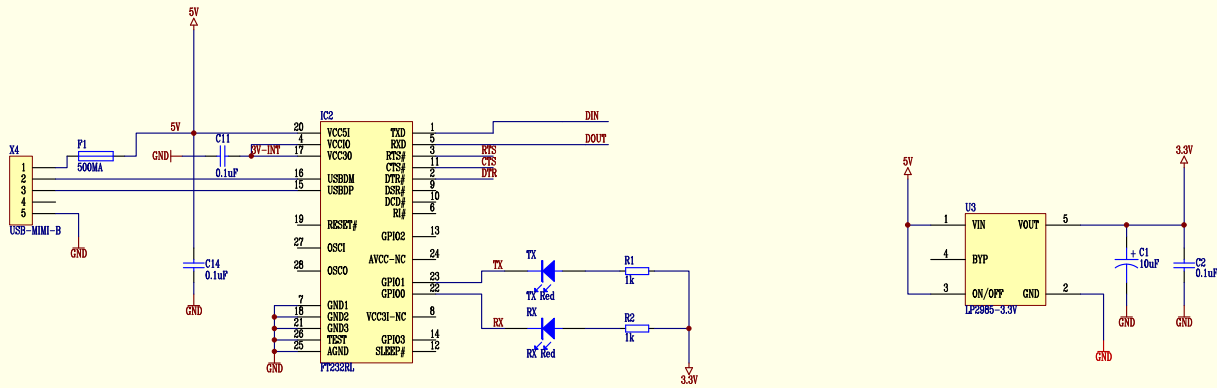 5V
5V
X4
1
2
3
4
5
USB-MIMI-B
F1
500MA
GND
GND
C11
0.1uF
3V-INT
C14
0.1uF
GND
IC2
20 VCC5I TXD 1
4 VCCIO RXD 5
17 VCC3O RTS# 3
CTS# 11
16 USBDM DTR# 2
15 USBDP DSR# 9
DCD# 10
RI# 6
19 RESET#
GPIO2 13
27 OSCI
AVCC-NC 24
28 OSCO
GPIO1 23
GPIO0 22
7 GND1
18 GND2 VCC3I-NC 8
21 GND3
26 TEST GPIO3 14
25 AGND SLEEP# 12
FT232RL
GND
DIN
DOUT
RTS
CTS
DTR
TX
TX
TX Red
R1
1k
RX
RX
RX Red
R2
1k
3.3V
5V
3.3V
U3
1 VIN VOUT 5
4 BYP
3 ON/OFF GND 2
LP2985-3.3V
GND
+ C1
10uF
GND
C2
0.1uF
GND